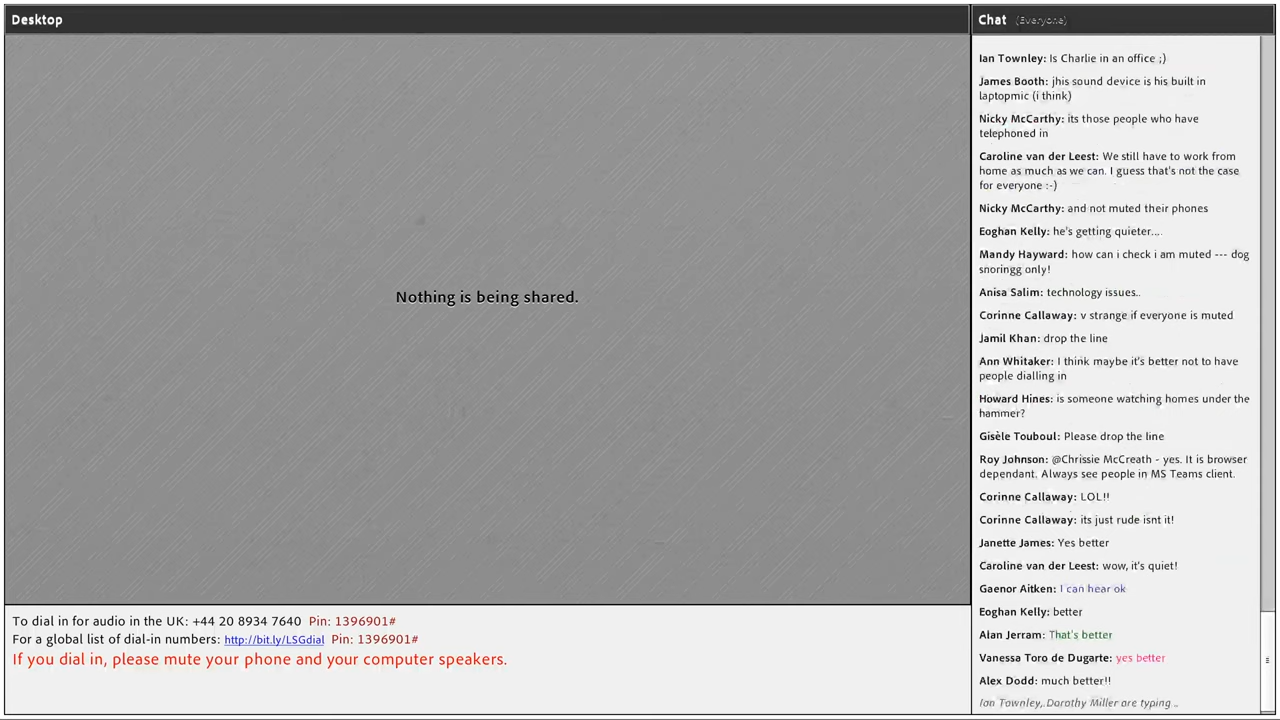 Desktop
Nothing is being shared.
To dial in for audio in the UK: +44 20 8934 7640 Pin: 1396901#
For a global list of dial-in numbers: http://bit.ly/LSGdial Pin: 1396901#
If you dial in, please mute your phone and your computer speakers.
Chat (Everyone)
Ian Townley: Is Charlie in an office ;)
James Booth: jhis sound device is his built in
laptopmic (i think)
Nicky McCarthy: its those people who have
telephoned in
Caroline van der Leest: We still have to work from
home as much as we can. I guess that's not the case
for everyone :-)
Nicky McCarthy: and not muted their phones
Eoghan Kelly: he's getting quieter....
Mandy Hayward: how can i check i am muted --- dog
snoringg only!
Anisa Salim: technology issues..
Corinne Callaway: v strange if everyone is muted
Jamil Khan: drop the line
Ann Whitaker: I think maybe it's better not to have
people dialling in
Howard Hines: is someone watching homes under the
hammer?
Gisèle Touboul: Please drop the line
Roy Johnson: @Chrissie McCreath - yes. It is browser
dependant. Always see people in MS Teams client.
Corinne Callaway: LOL!!
Corinne Callaway: its just rude isnt it!
Janette James: Yes better
Caroline van der Leest: wow, it's quiet!
Gaenor Aitken: I can hear ok
Eoghan Kelly: better
Alan Jerram: That's better
Vanessa Toro de Dugarte: yes better
Alex Dodd: much better!!
Ian Townley, Dorothy Miller are typing...